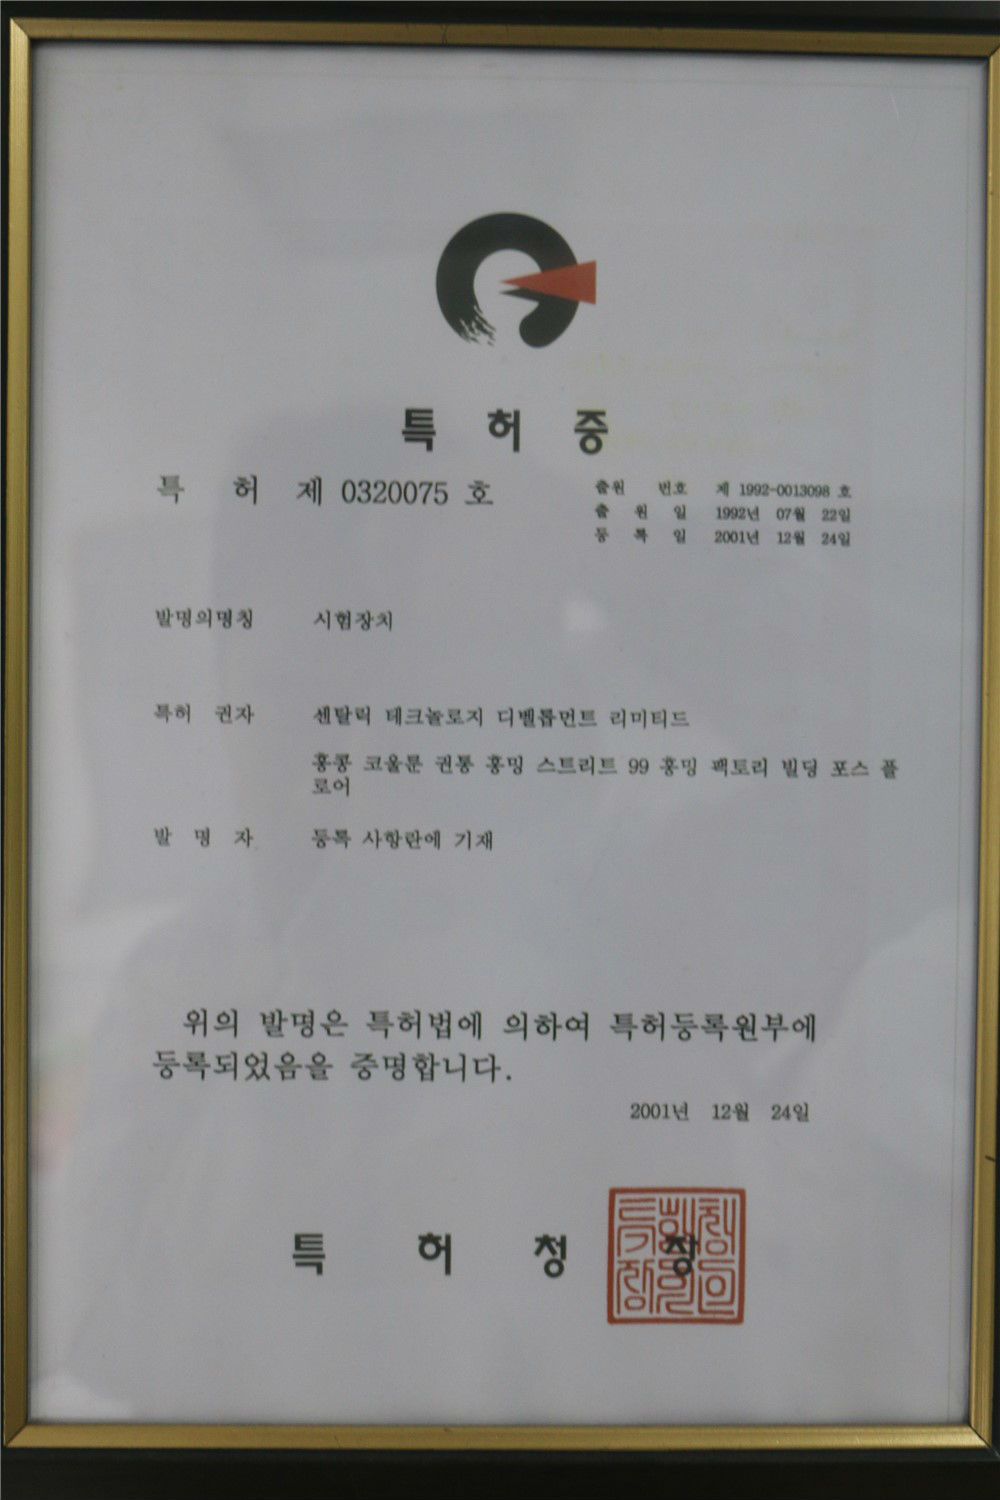 특 허 증
특 허 제 0320075 호
출원 번호 제 1992-0013098 호
출 원 일 1992년 07월 22일
등 록 일 2001년 12월 24일
발명의명칭 시험장치
특허 권자 센탈릭 테크놀로지 디벨롭먼트 리미티드
홍콩 코울룬 권통 홍밍 스트리트 99 홍밍 팩토리 빌딩 포스 플
로어
발 명 자 등록 사항란에 기재
위의 발명은 특허법에 의하여 특허등록원부에
등록되었음을 증명합니다.
2001년 12월 24일
특 허 청 장